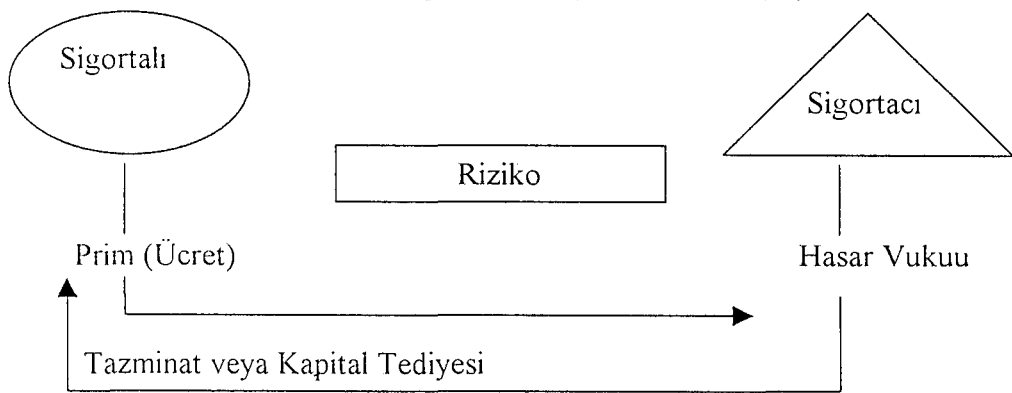 Sigortalı
Sigortacı
Riziko
Prim (Ücret)
Hasar Vukuu
Tazminat veya Kapital Tediyesi